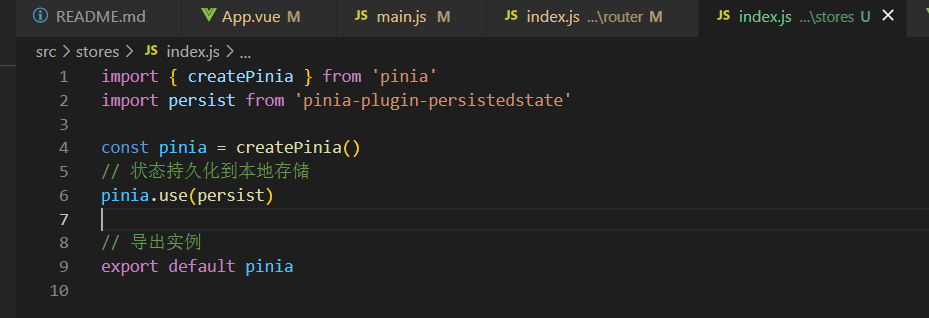 README.md App.vue M JS main.js M JS index.js ...\router M JS index.js ...\stores U
src > stores > JS index.js > ...
1 import { createPinia } from 'pinia'
2 import persist from 'pinia-plugin-persistedstate'
3
4 const pinia = createPinia()
5 // 状态持久化到本地存储
6 pinia.use(persist)
7
8 // 导出实例
9 export default pinia
10